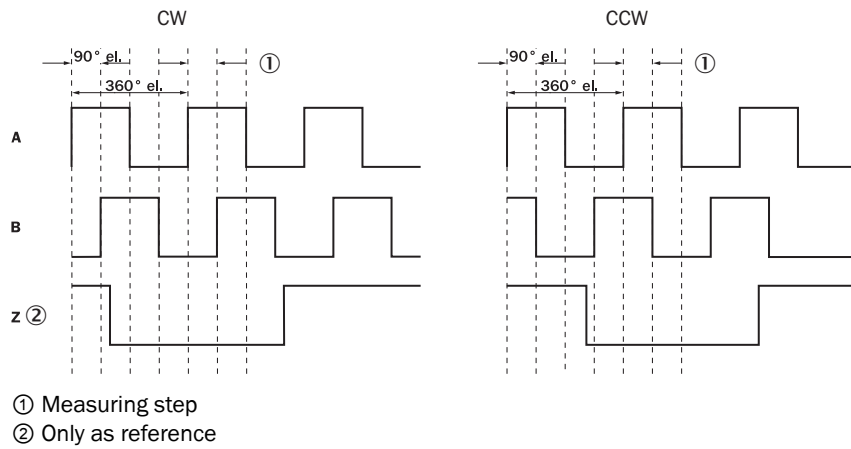 CW
CCW
90° el.
①
90° el.
①
360° el.
360° el.
A
B
Z ②
① Measuring step
② Only as reference